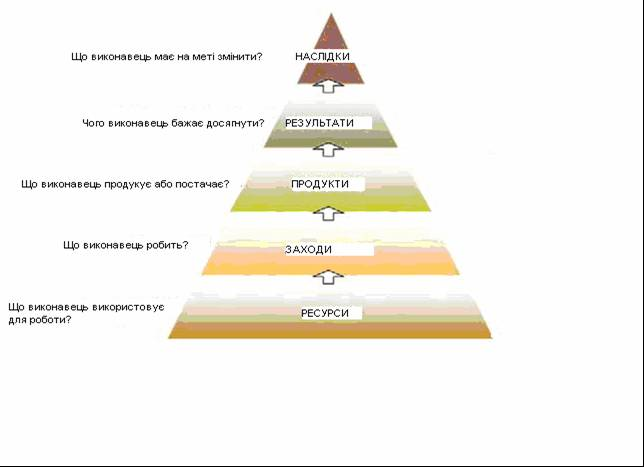 Що виконавець має на меті змінити?
НАСЛІДКИ
Чого виконавець бажає досягнути?
РЕЗУЛЬТАТИ
Що виконавець продукує або постачає?
ПРОДУКТИ
Що виконавець робить?
ЗАХОДИ
Що виконавець використовує
для роботи?
РЕСУРСИ